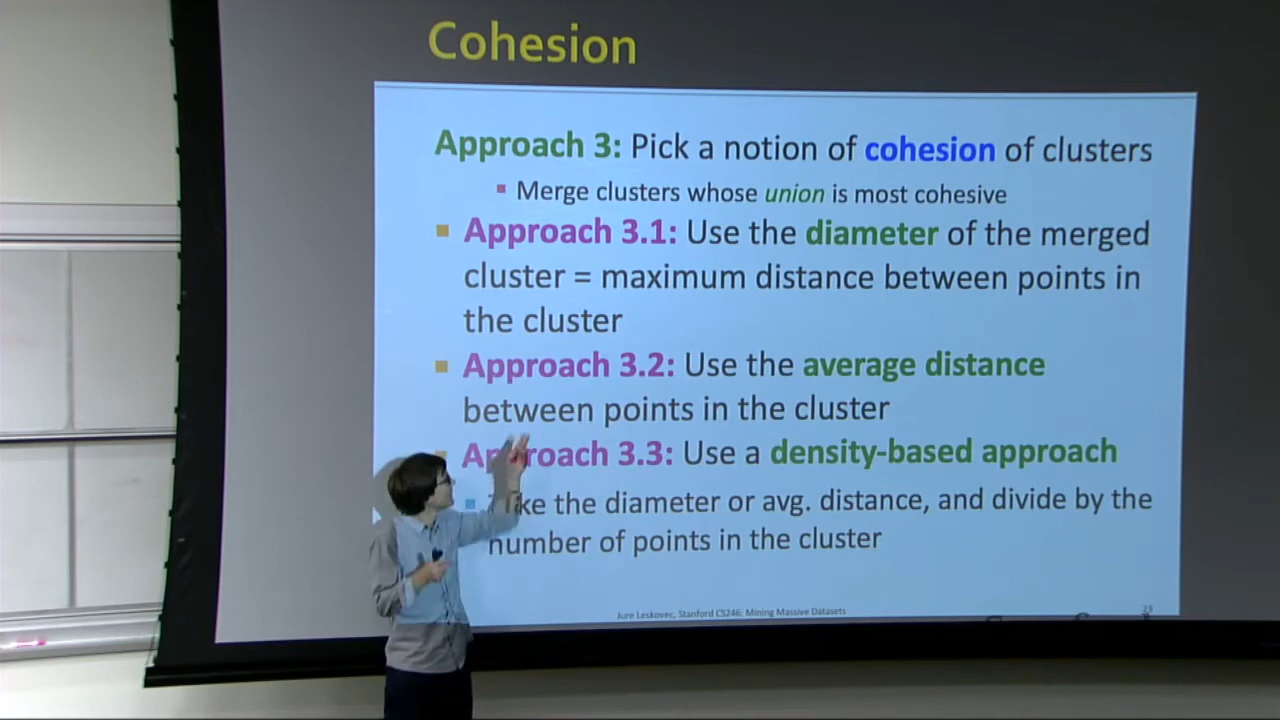 Cohesion
Approach 3: Pick a notion of cohesion of clusters
Merge clusters whose union is most cohesive
Approach 3.1: Use the diameter of the merged
cluster = maximum distance between points in
the cluster
Approach 3.2: Use the average distance
between points in the cluster
Approach 3.3: Use a density-based approach
the diameter or avg. distance, and divide by the
number of points in the cluster
Jure Leskovec, Stanford CS246: Mining Massive Datasets
23